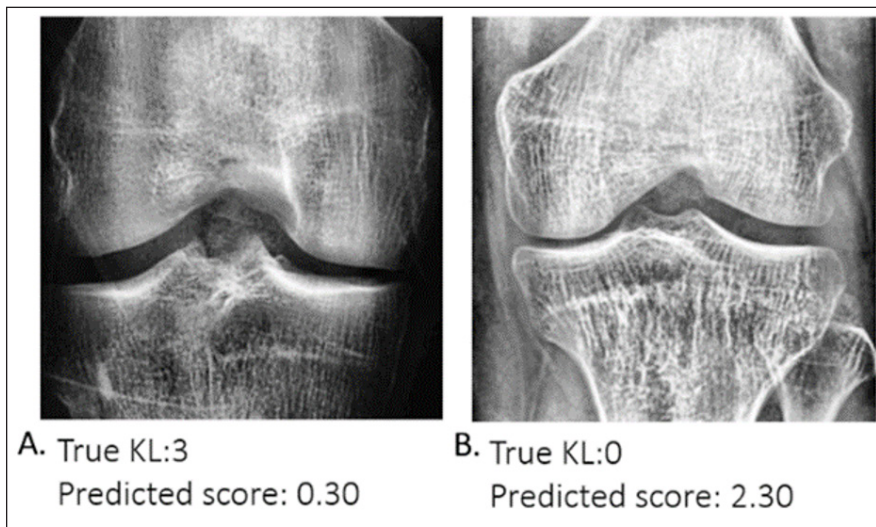 A. True KL:3
Predicted score: 0.30
B. True KL:0
Predicted score: 2.30